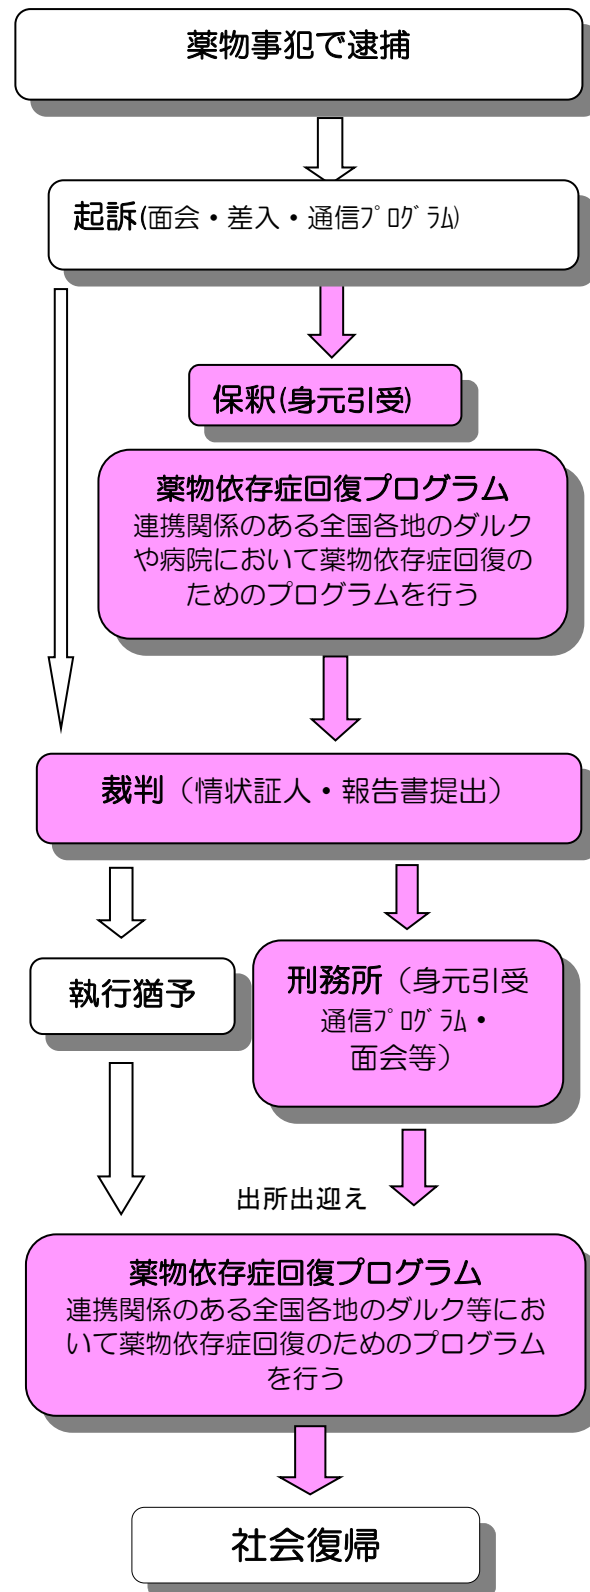 薬物事犯で逮捕
起訴(面会・差入・通信ﾌﾟﾛｸﾞﾗﾑ)
保釈(身元引受)
薬物依存症回復プログラム
連携関係のある全国各地のダルク
や病院において薬物依存症回復の
ためのプログラムを行う
裁判（情状証人・報告書提出）
執行猶予
刑務所（身元引受
通信ﾌﾟﾛｸﾞﾗﾑ・
面会等）
出所出迎え
薬物依存症回復プログラム
連携関係のある全国各地のダルク等にお
いて薬物依存症回復のためのプログラム
を行う
社会復帰